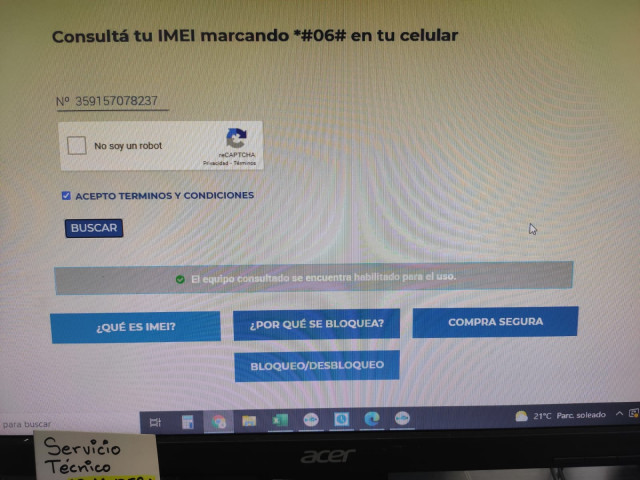 Consultá tu IMEI marcando *#06# en tu celular
Nº 359157078237
No soy un robot
reCAPTCHA
Privacidad - Términos
ACEPTO TERMINOS Y CONDICIONES
BUSCAR
El equipo consultado se encuentra habilitado para el uso.
¿QUÉ ES IMEI?
¿POR QUÉ SE BLOQUEA?
COMPRA SEGURA
BLOQUEO/DESBLOQUEO
para buscar
21°C Parc. soleado
acer
Servicio
Técnico